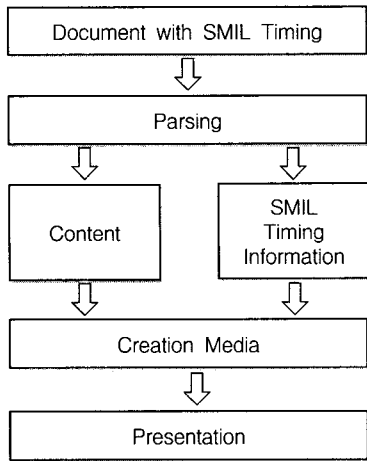 Document with SMIL Timing
Parsing
Content
SMIL
Timing
Information
Creation Media
Presentation